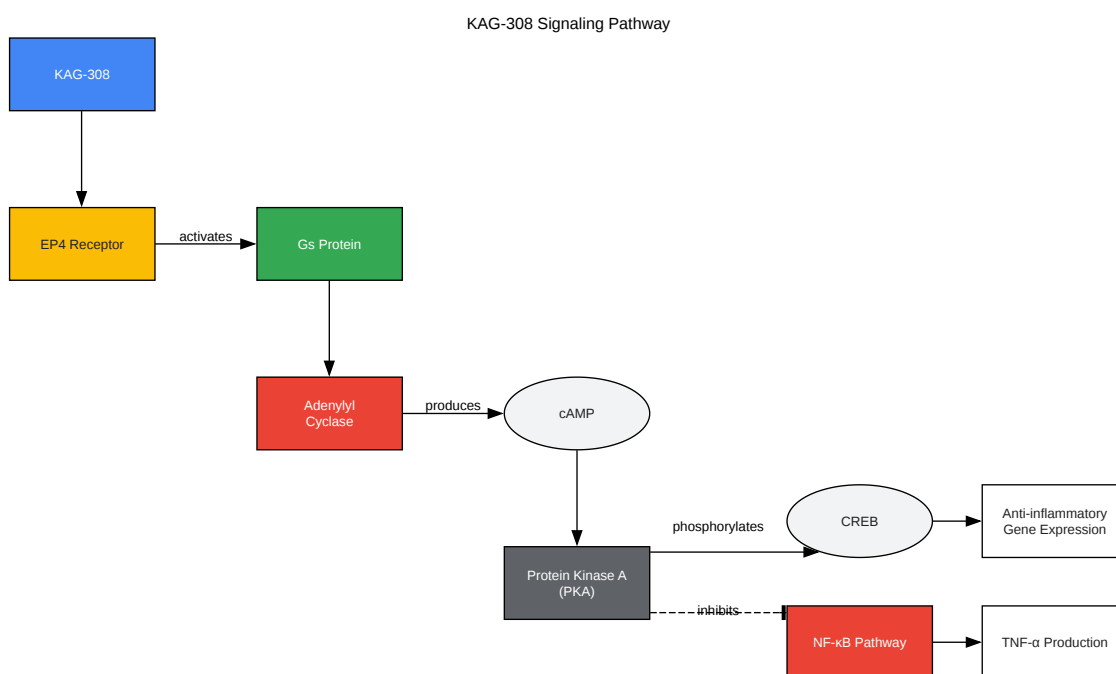 KAG-308 Signaling Pathway
KAG-308
EP4 Receptor
activates
Gs Protein
Adenylyl
Cyclase
produces
cAMP
phosphorylates
CREB
Anti-inflammatory
Gene Expression
Protein Kinase A
(PKA)
inhibits
NF-κB Pathway
TNF-α Production